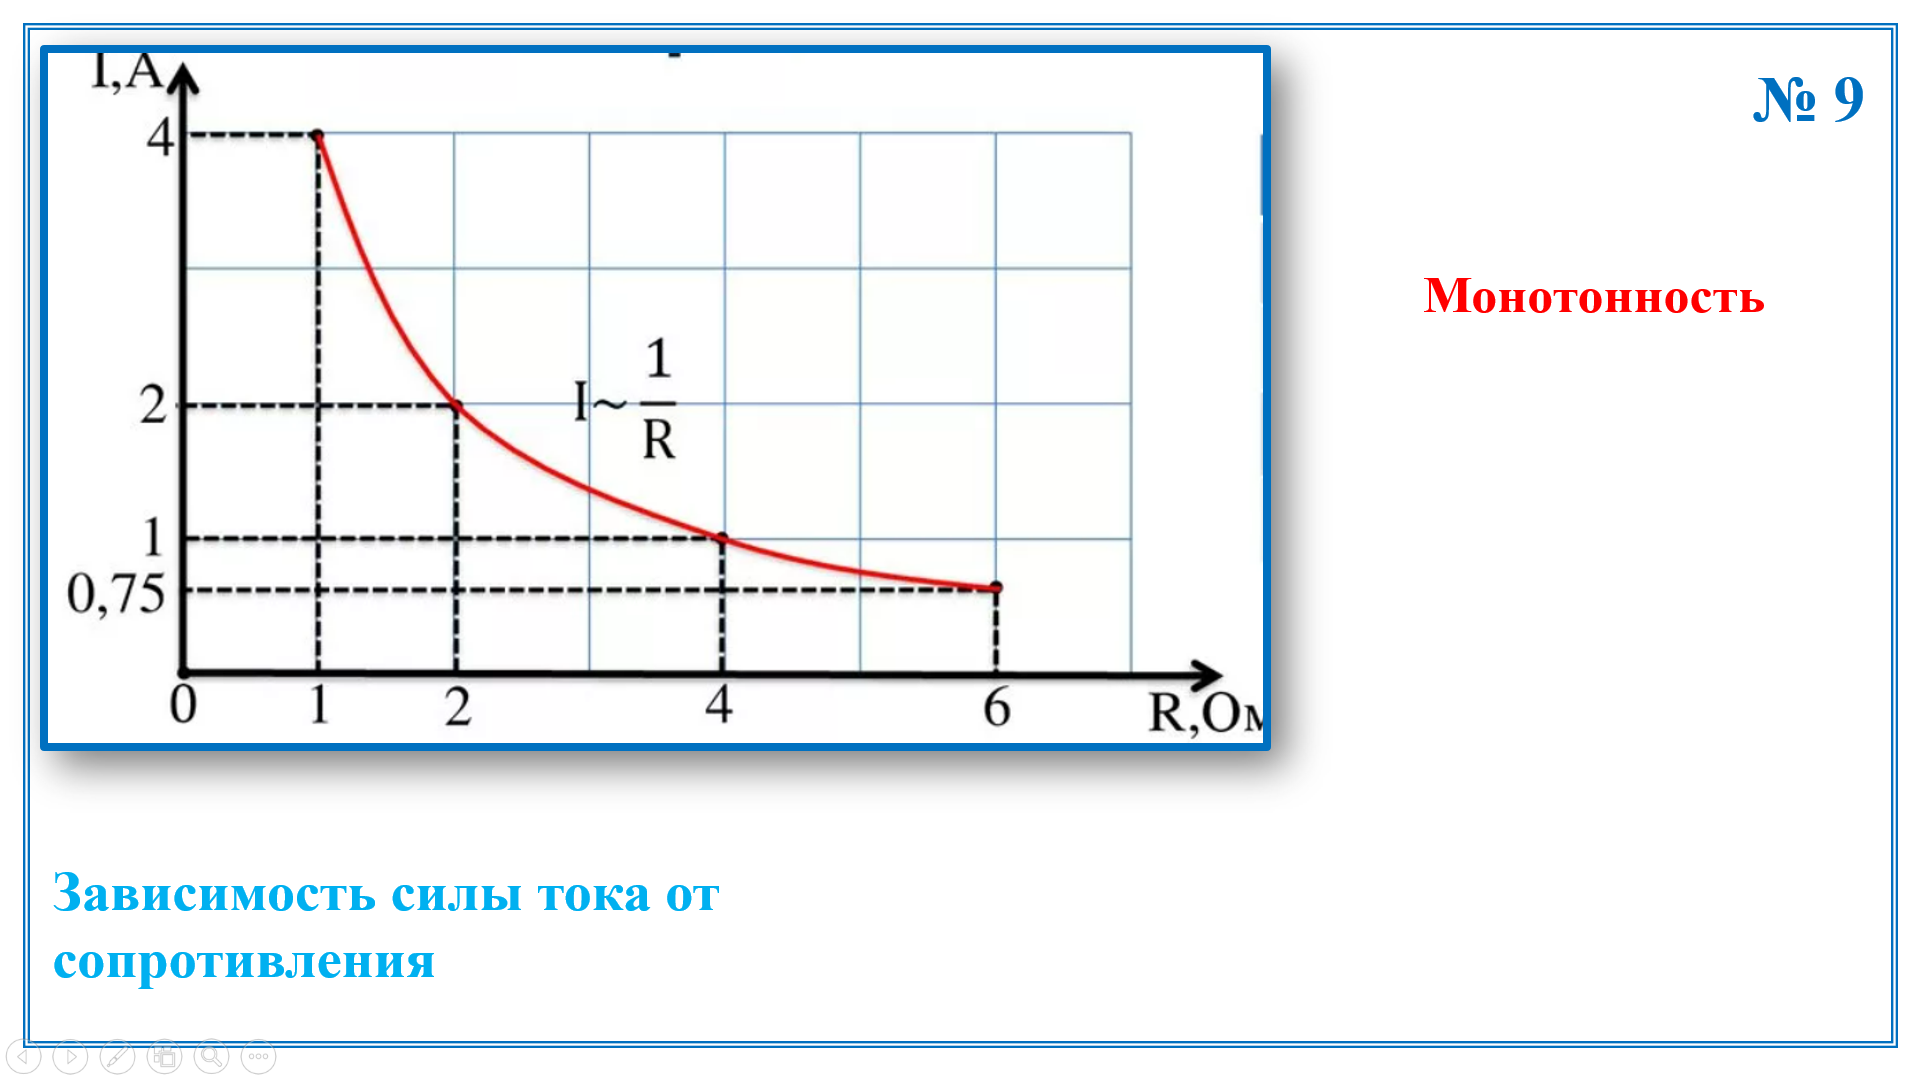 I,А
4
2
1
0,75
I~ 1
R
0 1 2 4 6 R,Ом
№ 9
Монотонность
Зависимость силы тока от
сопротивления